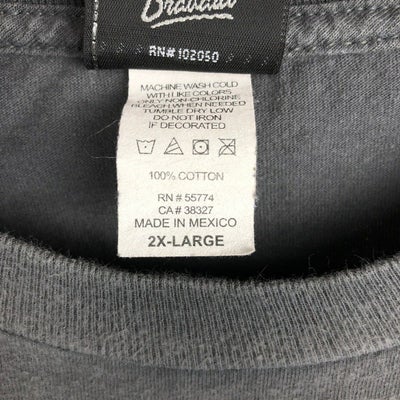 Bravado
RN# 102050
MACHINE WASH COLD
WITH LIKE COLORS
ONLY NON-CHLORINE
BLEACH WHEN NEEDED
TUMBLE DRY LOW
DO NOT IRON
IF DECORATED
100% COTTON
RN # 55774
CA # 38327
MADE IN MEXICO
2X-LARGE